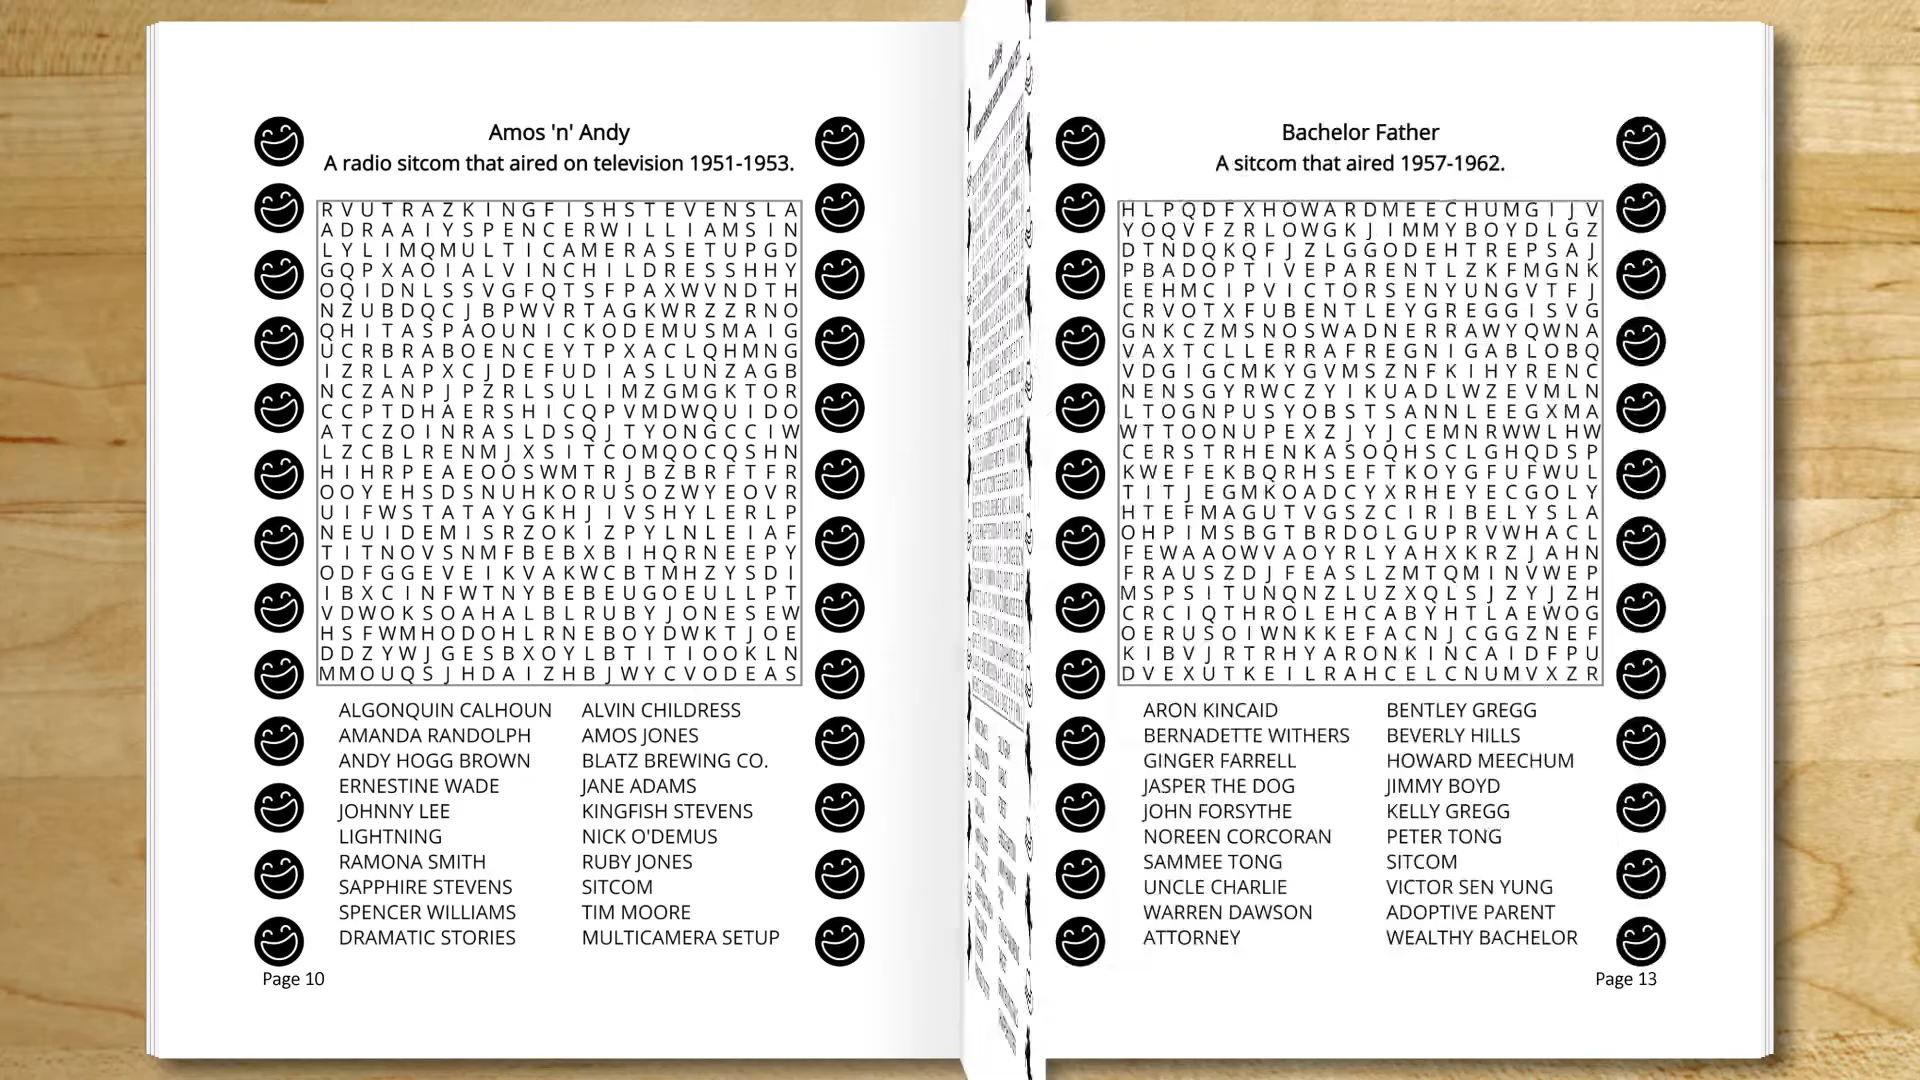 Amos 'n' Andy
A radio sitcom that aired on television 1951-1953.
R V U T R A Z K I N G F I S H S T E V E N S L A
A D R A A I Y S P E N C E R W I L L I A M S I N
L Y L I M Q M U L T I C A M E R A S E T U P G D
G Q P X A O I A L V I N C H I L D R E S S H H Y
O Q I D N L S S V G F Q T S F P A X W V N D T H
N Z U B D Q C J B P W V R T A G K W R Z Z R N O
Q H I T A S P A O U N I C K O D E M U S M A I G
U C R B R A B O E N C E Y T P X A C L Q H M N G
I Z R L A P X C J D E F U D I A S L U N Z A G B
N C Z A N P J P Z R L S U L I M Z G M G K T O R
C C P T D H A E R S H I C Q P V M D W Q U I D O
A T C Z O I N R A S L D S Q J T Y O N G C C I W
L Z C B L R E N M J X S I T C O M Q O C Q S H N
H I H R P E A E O O S W M T R J B Z B R F T F R
O O Y E H S D S N U H K O R U S O Z W Y E O V R
U I F W S T A T A Y G K H J I V S H Y L E R L P
N E U I D E M I S R Z O K I Z P Y L N L E I A F
T I T N O V S N M F B E B X B I H Q R N E E P Y
O D F G G E V E I K V A K W C B T M H Z Y S D I
I B X C I N F W T N Y B E B E U G O E U L L P T
V D W O K S O A H A L B L R U B Y J O N E S E W
H S F W M H O D O H L R N E B O Y D W K T J O E
D D Z Y W J G E S B X O Y L B T I T I O O K L N
M M O U Q S J H D A I Z H B J W Y C V O D E A S
ALGONQUIN CALHOUN ALVIN CHILDRESS
AMANDA RANDOLPH AMOS JONES
ANDY HOGG BROWN BLATZ BREWING CO.
ERNESTINE WADE JANE ADAMS
JOHNNY LEE KINGFISH STEVENS
LIGHTNING NICK O'DEMUS
RAMONA SMITH RUBY JONES
SAPPHIRE STEVENS SITCOM
SPENCER WILLIAMS TIM MOORE
DRAMATIC STORIES MULTICAMERA SETUP
Page 10
Bachelor Father
A sitcom that aired 1957-1962.
H L P Q D F X H O W A R D M E E C H U M G I J V
Y O Q V F Z R L O W G K J I M M Y B O Y D L G Z
D T N D Q K Q F J Z L G G O D E H T R E P S A J
P B A D O P T I V E P A R E N T L Z K F M G N K
E E H M C I P V I C T O R S E N Y U N G V T F J
C R V O T X F U B E N T L E Y G R E G G I S V G
G N K C Z M S N O S W A D N E R R A W Y Q W N A
V A X T C L L E R R A F R E G N I G A B L O B Q
V D G I G C M K Y G V M S Z N F K I H Y R E N C
N E N S G Y R W C Z Y I K U A D L W Z E V M L N
L T O G N P U S Y O B S T S A N N L E E G X M A
W T T O O N U P E X Z J Y J C E M N R W W L H W
C E R S T R H E N K A S O Q H S C L G H Q D S P
K W E F E K B Q R H S E F T K O Y G F U F W U L
T I T J E G M K O A D C Y X R H E Y E C G O L Y
H T E F M A G U T V G S Z C I R I B E L Y S L A
O H P I M S B G T B R D O L G U P R V W H A C L
F E W A A O W V A O Y R L Y A H X K R Z J A H N
F R A U S Z D J F E A S L Z M T Q M I N V W E P
M S P S I T U N Q N Z L U Z X Q L S J Z Y J Z H
C R C I Q T H R O L E H C A B Y H T L A E W O G
O E R U S O I W N K K E F A C N J C G G Z N E F
K I B V J R T R H Y A R O N K I N C A I D F P U
D V E X U T K E I L R A H C E L C N U M V X Z R
ARON KINCAID BENTLEY GREGG
BERNADETTE WITHERS BEVERLY HILLS
GINGER FARRELL HOWARD MEECHUM
JASPER THE DOG JIMMY BOYD
JOHN FORSYTHE KELLY GREGG
NOREEN CORCORAN PETER TONG
SAMMEE TONG SITCOM
UNCLE CHARLIE VICTOR SEN YUNG
WARREN DAWSON ADOPTIVE PARENT
ATTORNEY WEALTHY BACHELOR
Page 13